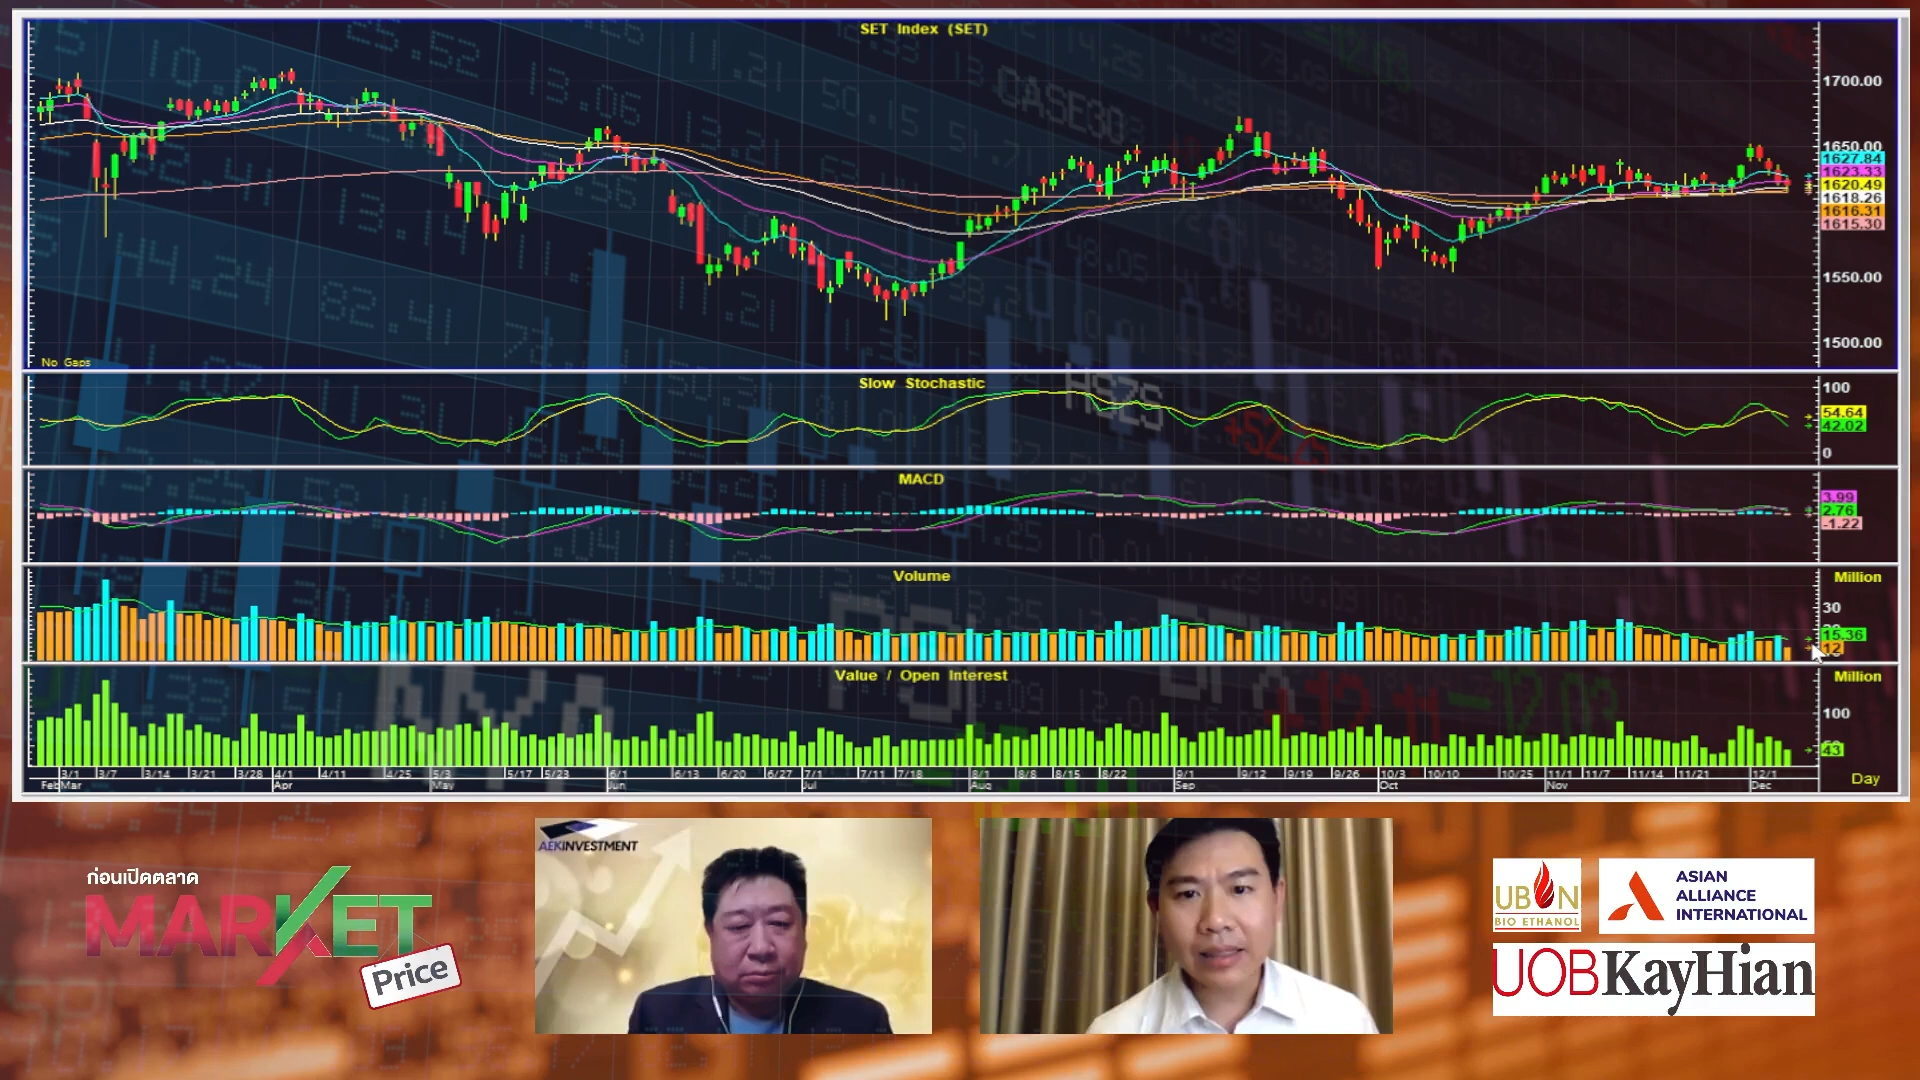 SET Index (SET)
1700.00
1650.00
1627.84
1623.33
1620.49
1618.26
1616.31
1615.30
1550.00
1500.00
No Gaps
Slow Stochastic
100
54.64
42.02
0
MACD
3.99
2.76
-1.22
Volume
Million
30
15.36
12
Value / Open Interest
Million
100
43
3/1 3/7 3/14 3/21 3/28 4/1 4/11 4/25 5/3 5/17 5/23 6/1 6/13 6/20 6/27 7/1 7/11 7/18 8/1 8/8 8/15 8/22 9/1 9/12 9/19 9/26 10/3 10/10 10/25 11/1 11/7 11/14 11/21 12/1
Feb Mar Apr May Jun Jul Aug Sep Oct Nov Dec
Day
ก่อนเปิดตลาด
MARKET
Price
AEKINVESTMENT
UBON
BIO ETHANOL
ASIAN
ALLIANCE
INTERNATIONAL
UOBKayHian